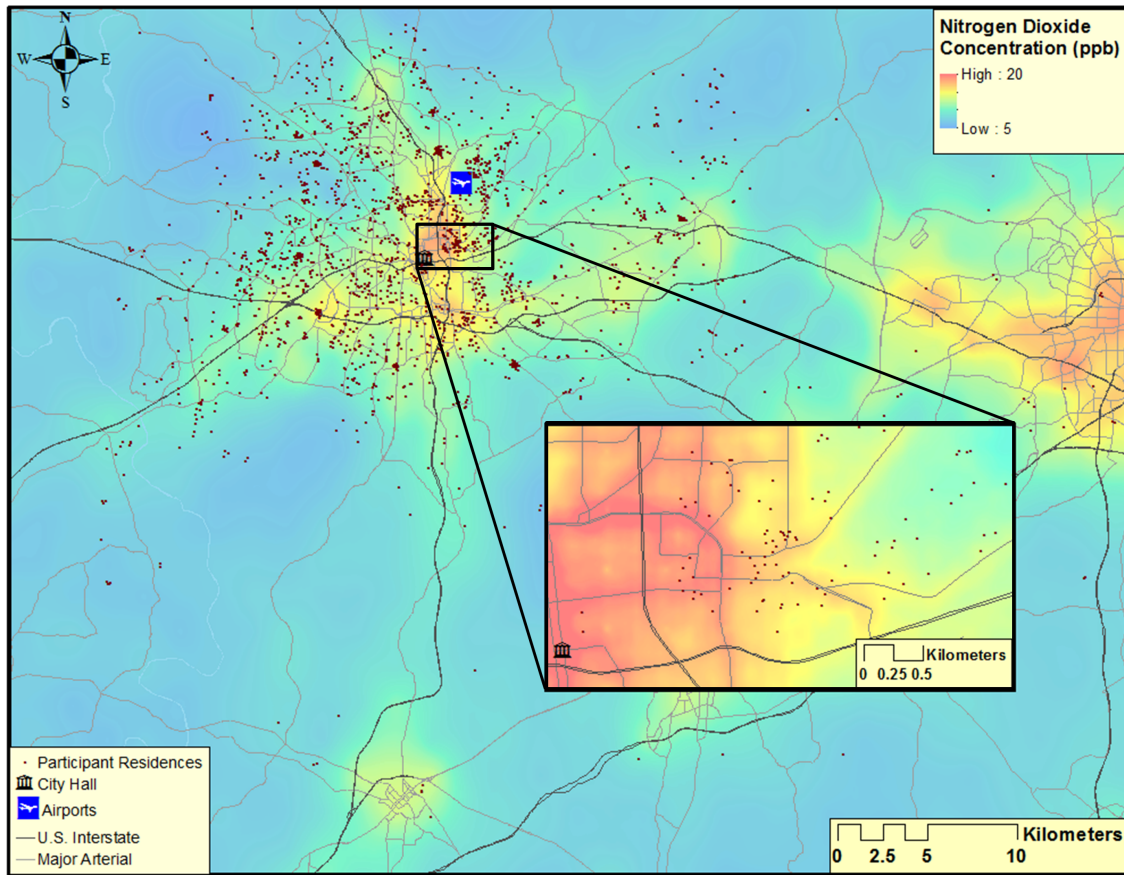 N
W E
S
Nitrogen Dioxide
Concentration (ppb)
High : 20
Low : 5
Kilometers
0 0.25 0.5
Participant Residences
City Hall
Airports
U.S. Interstate
Major Arterial
Kilometers
0 2.5 5 10